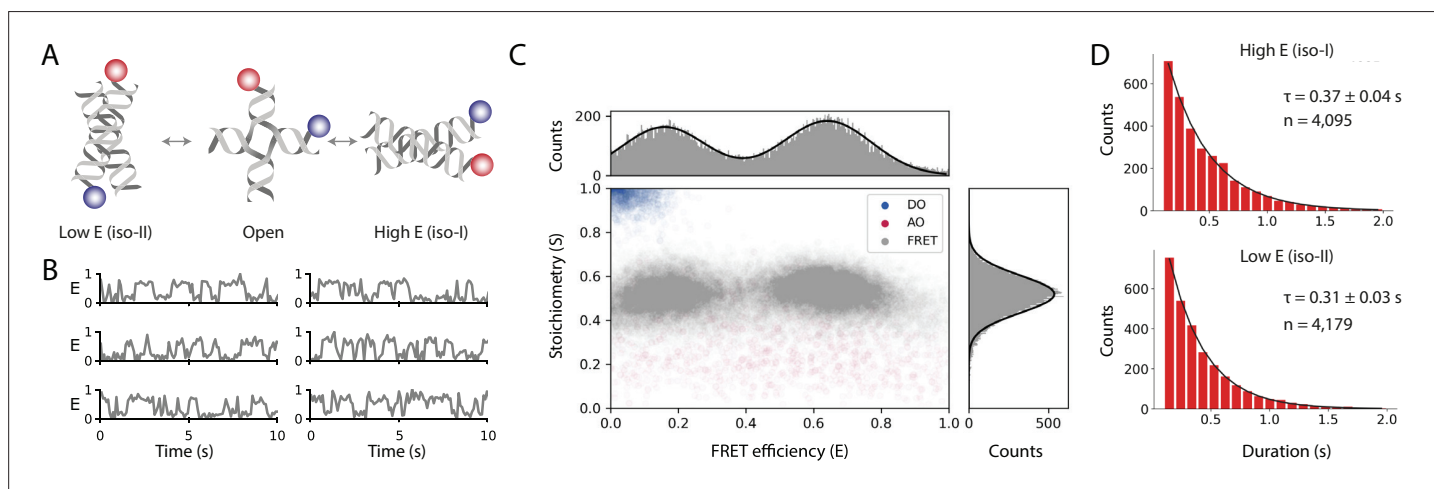 A
Low E (iso-II)
Open
High E (iso-I)
B
E
1
0
1
0
E
1
0
1
0
E
1
0
1
0
0
5
10
0
5
10
Time (s)
Time (s)
C
Counts
200
0
Stoichiometry (S)
1.0
0.8
0.6
0.4
0.2
0.0
DO
AO
FRET
0.0
0.2
0.4
0.6
0.8
1.0
FRET efficiency (E)
0
500
Counts
D
High E (iso-I)
Counts
600
400
200
0
τ = 0.37 ± 0.04 s
n = 4,095
0.5
1.0
1.5
2.0
Low E (iso-II)
Counts
600
400
200
0
τ = 0.31 ± 0.03 s
n = 4,179
0.5
1.0
1.5
2.0
Duration (s)